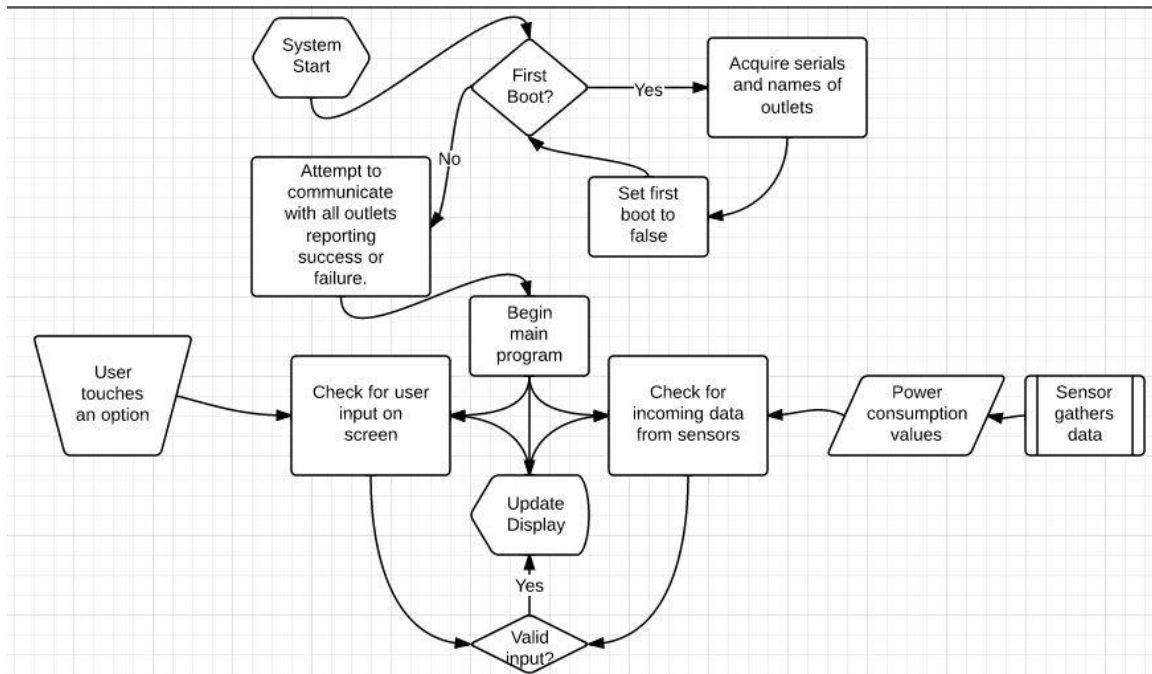 System
Start
First
Boot?
Yes
Acquire serials
and names of
outlets
No
Set first
boot to
false
Attempt to
communicate
with all outlets
reporting
success or
failure.
Begin
main
program
User
touches
an option
Check for user
input on
screen
Check for
incoming data
from sensors
Power
consumption
values
Sensor
gathers
data
Update
Display
Yes
Valid
input?